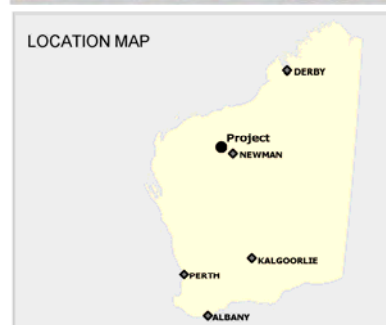 LOCATION MAP
DERBY
Project
NEWMAN
KALGOORLIE
PERTH
ALBANY